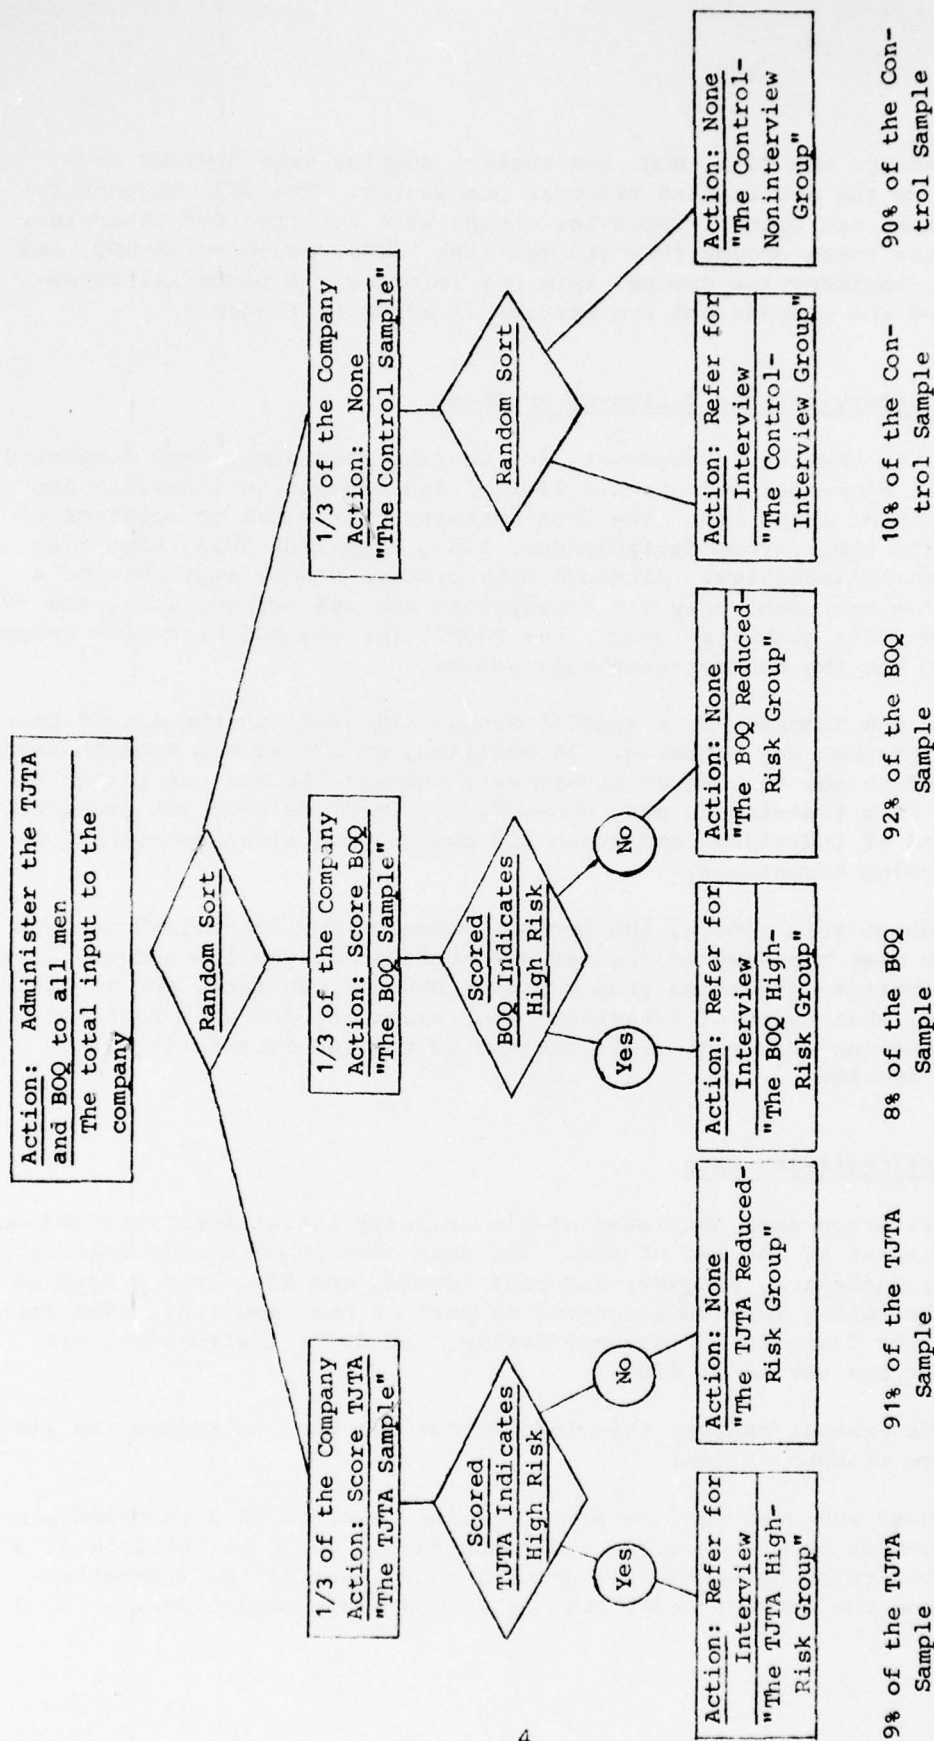 Action: Administer the TJTA
and BOQ to all men
The total input to the
company
Random Sort
1/3 of the Company
Action: Score TJTA
"The TJTA Sample"
1/3 of the Company
Action: Score BOQ
"The BOQ Sample"
1/3 of the Company
Action: None
"The Control Sample"
Scored
TJTA Indicates
High Risk
Yes
No
Scored
BOQ Indicates
High Risk
Yes
No
Random Sort
Action: Refer for
Interview
"The TJTA High-
Risk Group"
Action: None
"The TJTA Reduced-
Risk Group"
Action: Refer for
Interview
"The BOQ High-
Risk Group"
Action: None
"The BOQ Reduced-
Risk Group"
Action: Refer for
Interview
"The Control-
Interview Group"
Action: None
"The Control-
Noninterview
Group"
9% of the TJTA
Sample
91% of the TJTA
Sample
8% of the BOQ
Sample
92% of the BOQ
Sample
10% of the Con-
trol Sample
90% of the Con-
trol Sample
4